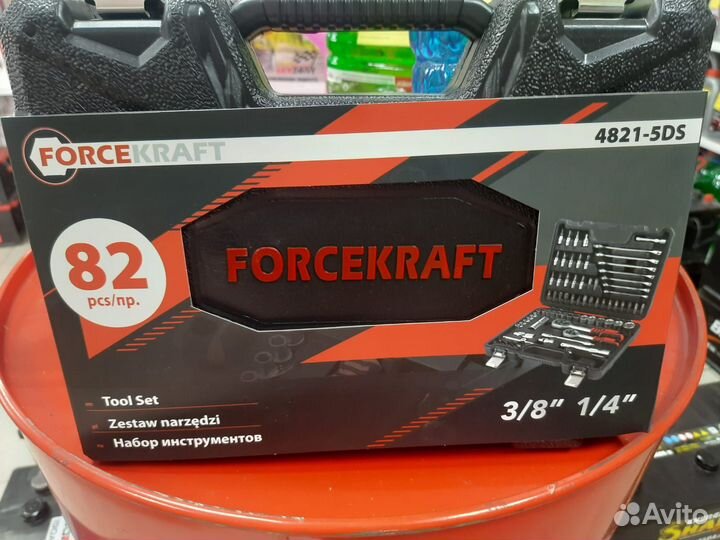 FORCEKRAFT
4821-5DS
FORCEKRAFT
82
pcs/пр.
Tool Set
Zestaw narzędzi
Набор инструментов
3/8" 1/4"
Avito